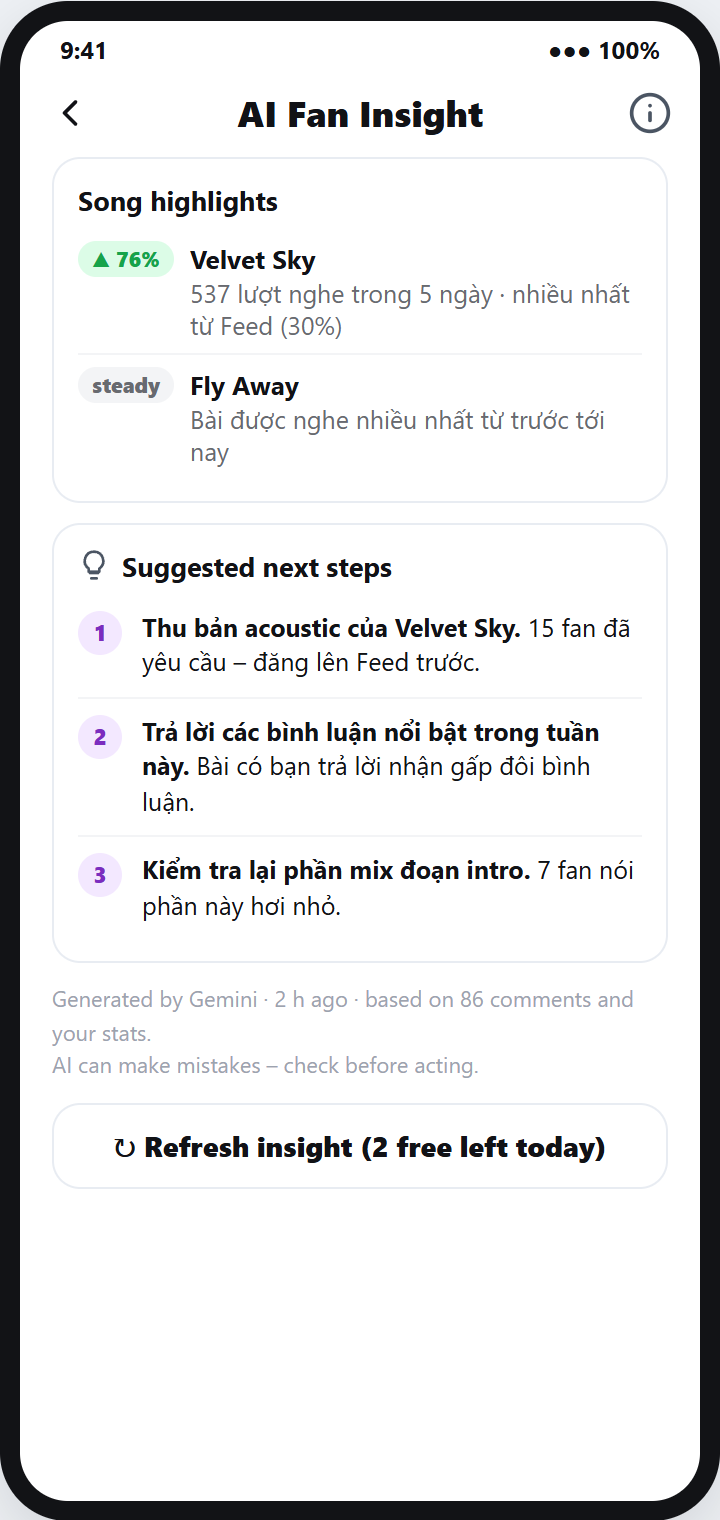 9:41
●●● 100%
AI Fan Insight
Song highlights
▲ 76%
Velvet Sky
537 lượt nghe trong 5 ngày · nhiều nhất
từ Feed (30%)
steady
Fly Away
Bài được nghe nhiều nhất từ trước tới
nay
Suggested next steps
1
Thu bản acoustic của Velvet Sky. 15 fan đã
yêu cầu – đăng lên Feed trước.
2
Trả lời các bình luận nổi bật trong tuần
này. Bài có bạn trả lời nhận gấp đôi bình
luận.
3
Kiểm tra lại phần mix đoạn intro. 7 fan nói
phần này hơi nhỏ.
Generated by Gemini · 2 h ago · based on 86 comments and
your stats.
AI can make mistakes – check before acting.
↻ Refresh insight (2 free left today)